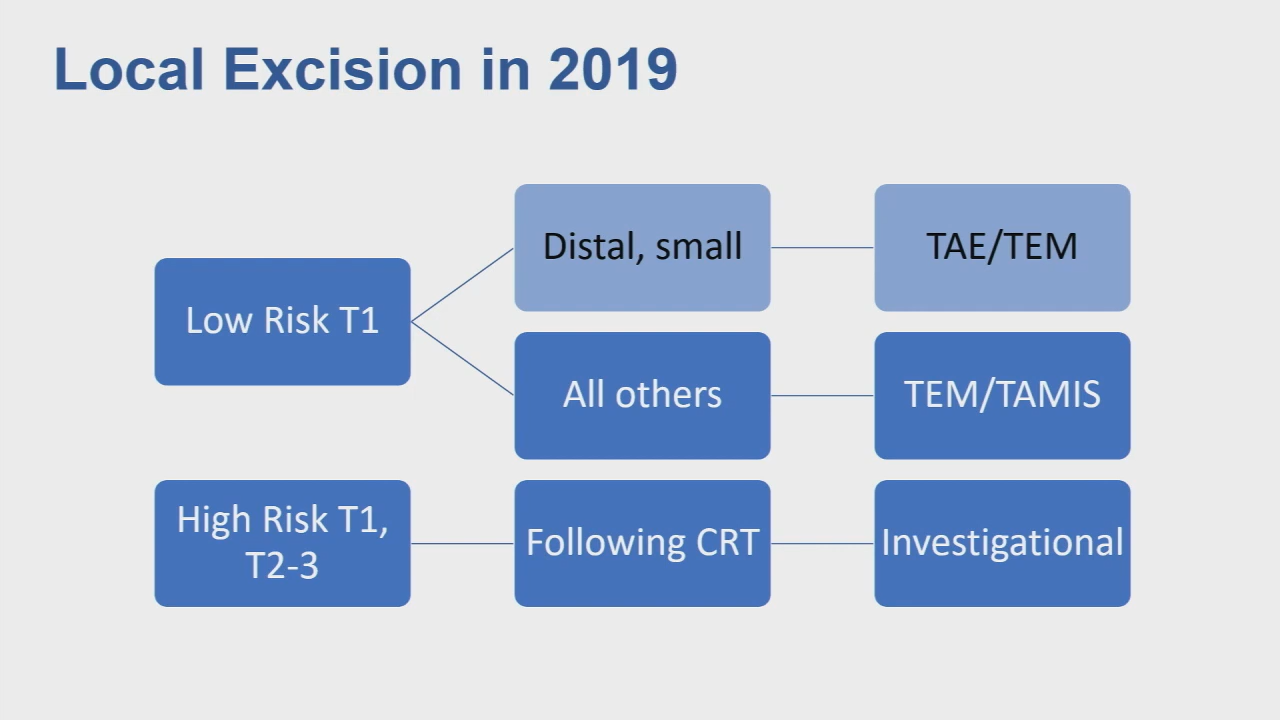 Local Excision in 2019
Distal, small
TAE/TEM
Low Risk T1
All others
TEM/TAMIS
High Risk T1,
T2-3
Following CRT
Investigational